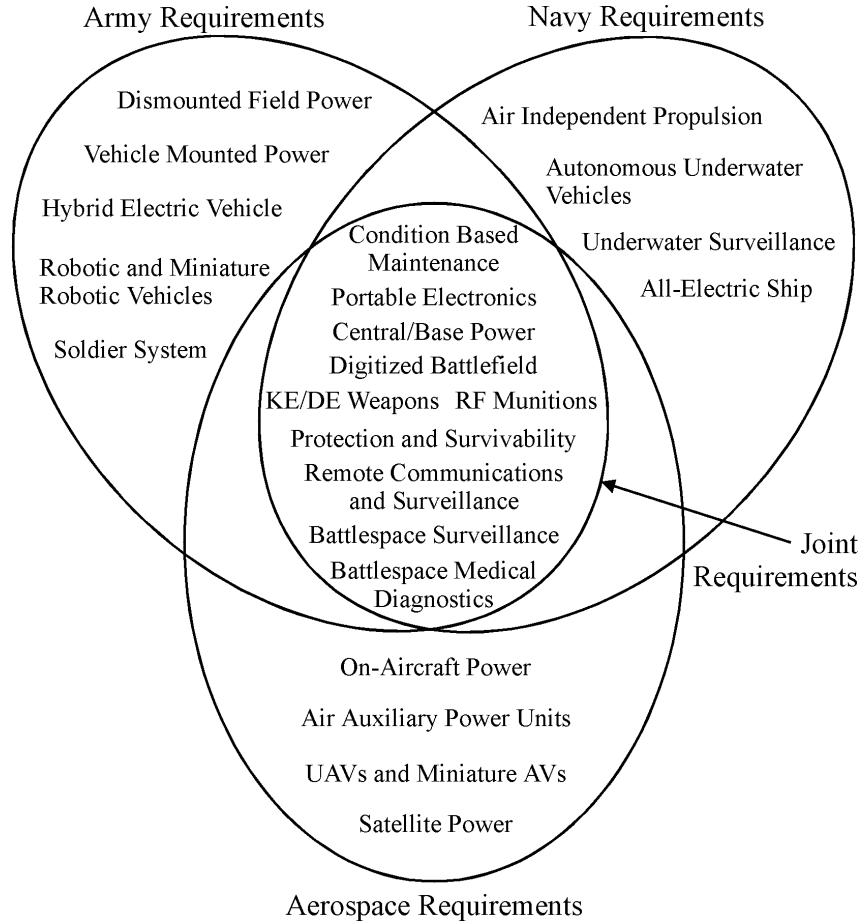 Army Requirements
Navy Requirements
Dismounted Field Power
Vehicle Mounted Power
Hybrid Electric Vehicle
Robotic and Miniature
Robotic Vehicles
Soldier System
Air Independent Propulsion
Autonomous Underwater
Vehicles
Underwater Surveillance
All-Electric Ship
Condition Based
Maintenance
Portable Electronics
Central/Base Power
Digitized Battlefield
KE/DE Weapons RF Munitions
Protection and Survivability
Remote Communications
and Surveillance
Battlespace Surveillance
Battlespace Medical
Diagnostics
Joint
Requirements
On-Aircraft Power
Air Auxiliary Power Units
UAVs and Miniature AVs
Satellite Power
Aerospace Requirements